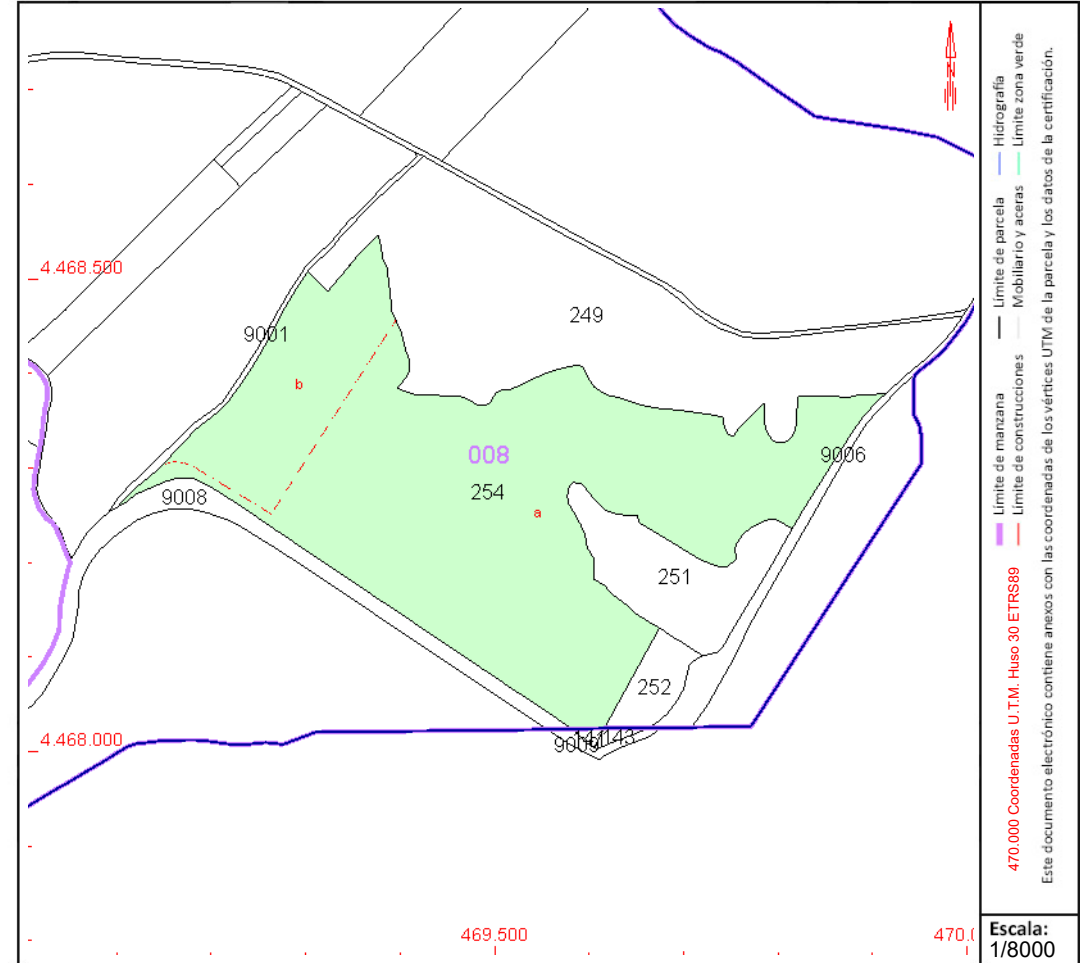 4.468.500
249
9001
b
008
254
a
9006
9008
251
252
4.468.000
9009
143
469.500
470.0
N
Límite de manzana
Límite de parcela
Hidrografía
Límite de construcciones
Mobiliario y aceras
Límite zona verde
470.000 Coordenadas U.T.M. Huso 30 ETRS89
Este documento electrónico contiene anexos con las coordenadas de los vértices UTM de la parcela y los datos de la certificación.
Escala:
1/8000